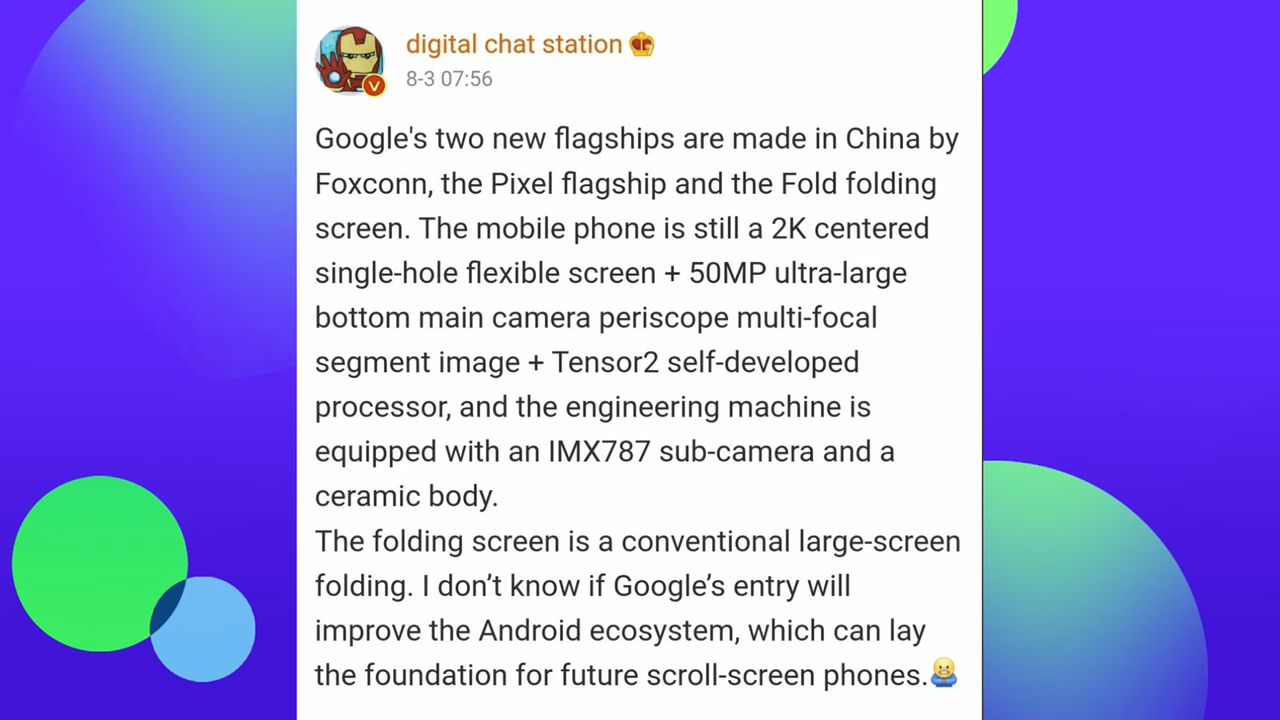 digital chat station
8-3 07:56
Google's two new flagships are made in China by
Foxconn, the Pixel flagship and the Fold folding
screen. The mobile phone is still a 2K centered
single-hole flexible screen + 50MP ultra-large
bottom main camera periscope multi-focal
segment image + Tensor2 self-developed
processor, and the engineering machine is
equipped with an IMX787 sub-camera and a
ceramic body.
The folding screen is a conventional large-screen
folding. I don’t know if Google’s entry will
improve the Android ecosystem, which can lay
the foundation for future scroll-screen phones.